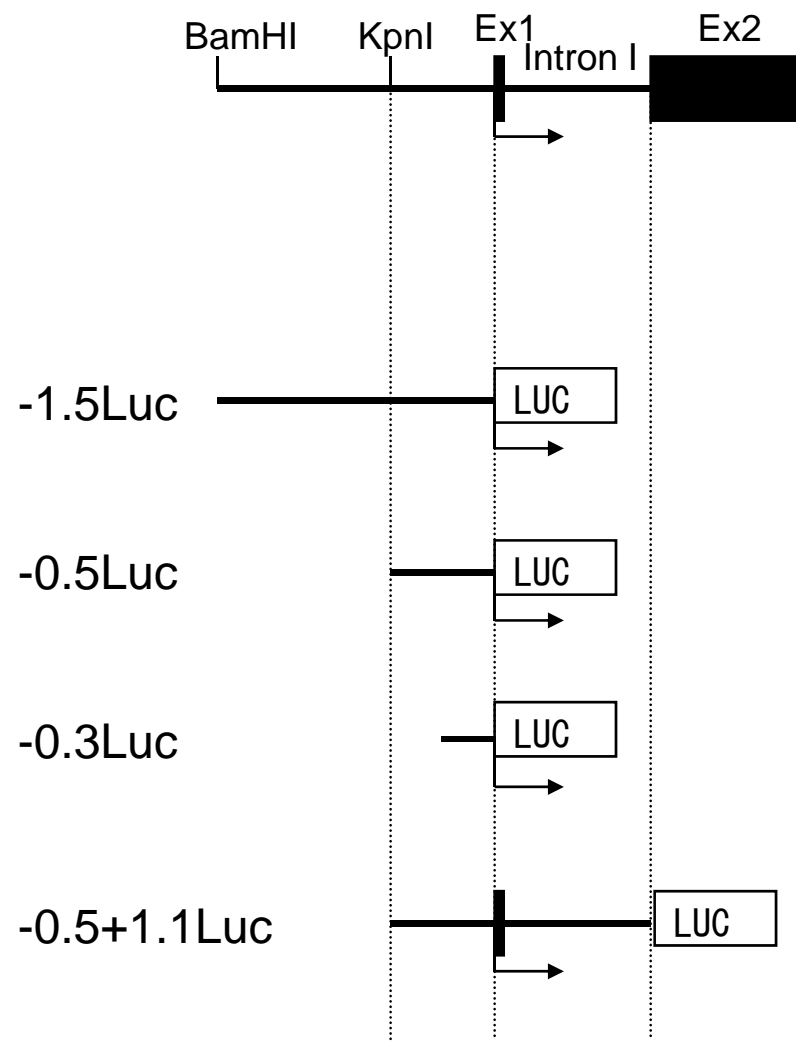 BamHI KpnI Ex1 Intron I Ex2
-1.5Luc LUC
-0.5Luc LUC
-0.3Luc LUC
-0.5+1.1Luc LUC